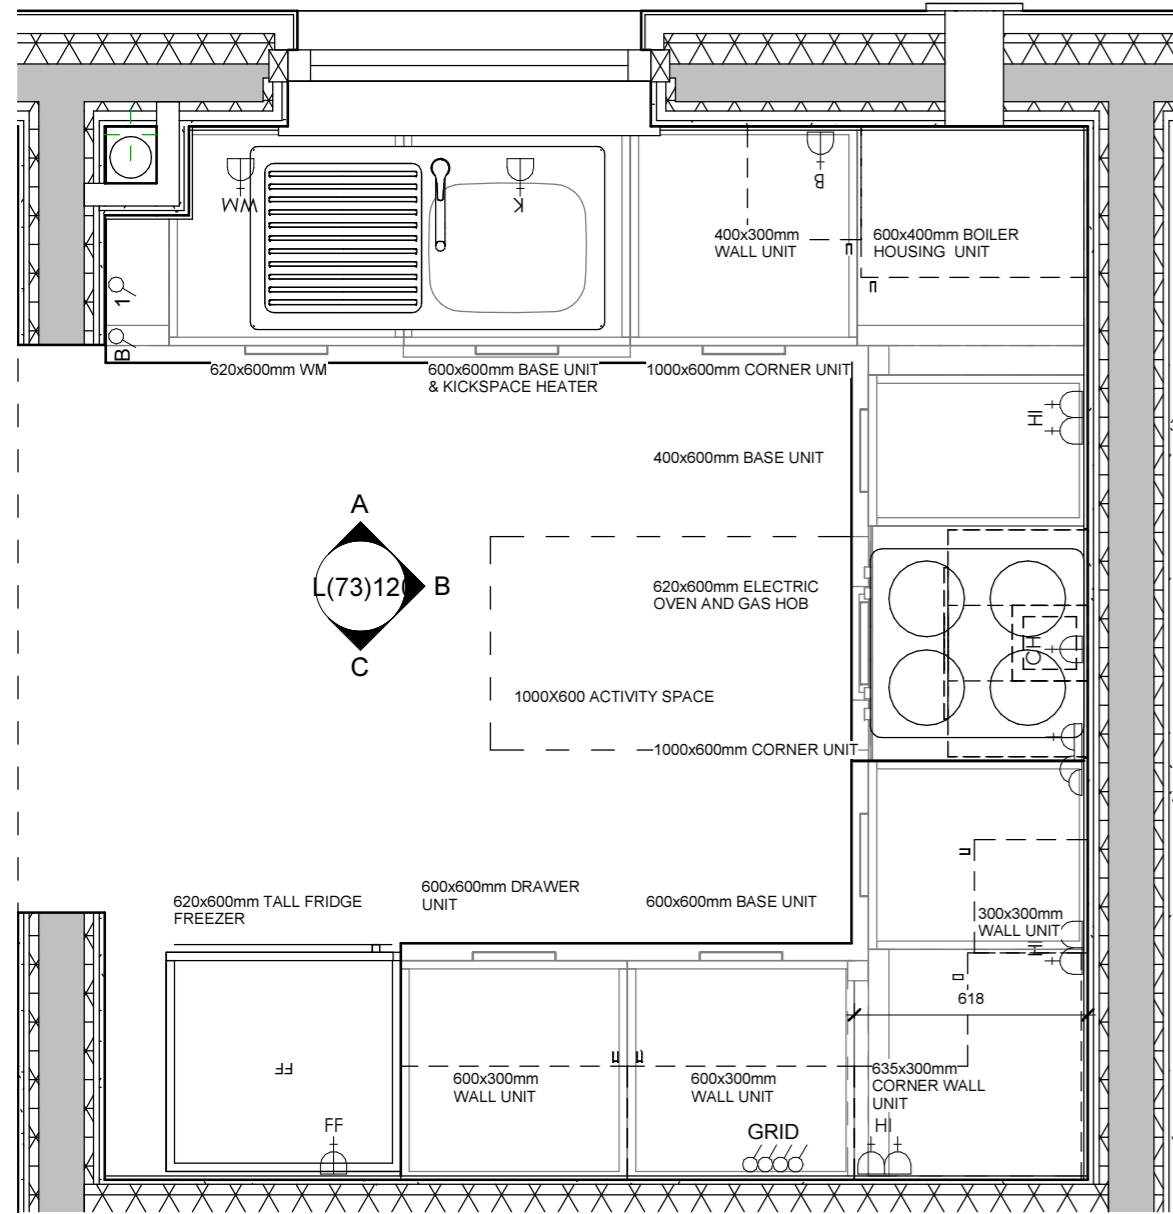 WM
K
B
400x300mm
WALL UNIT
600x400mm BOILER
HOUSING UNIT
1
B
620x600mm WM
600x600mm BASE UNIT
& KICKSPACE HEATER
1000x600mm CORNER UNIT
HI
400x600mm BASE UNIT
A
L(73)120
B
C
620x600mm ELECTRIC
OVEN AND GAS HOB
CH
1000X600 ACTIVITY SPACE
1000x600mm CORNER UNIT
620x600mm TALL FRIDGE
FREEZER
600x600mm DRAWER
UNIT
600x600mm BASE UNIT
300x300mm
WALL UNIT
HI
618
FF
600x300mm
WALL UNIT
600x300mm
WALL UNIT
635x300mm
CORNER WALL
UNIT
FF
GRID
HI